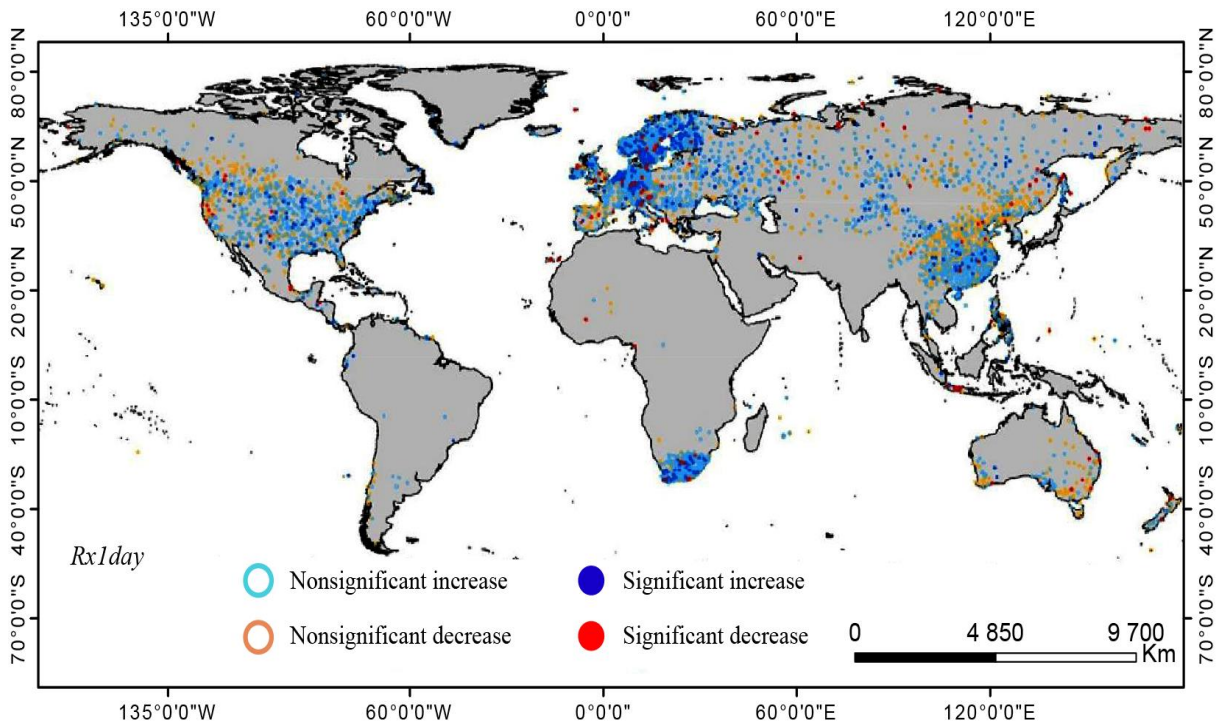 135°0'0"W 60°0'0"W 0°0'0" 60°0'0"E 120°0'0"E
80°0'0"N 80°0'0"N
50°0'0"N 50°0'0"N
20°0'0"N 20°0'0"N
10°0'0"S 10°0'0"S
40°0'0"S 40°0'0"S
70°0'0"S 70°0'0"S
Rx1day
Nonsignificant increase Significant increase
Nonsignificant decrease Significant decrease
0 4 850 9 700
Km
135°0'0"W 60°0'0"W 0°0'0" 60°0'0"E 120°0'0"E